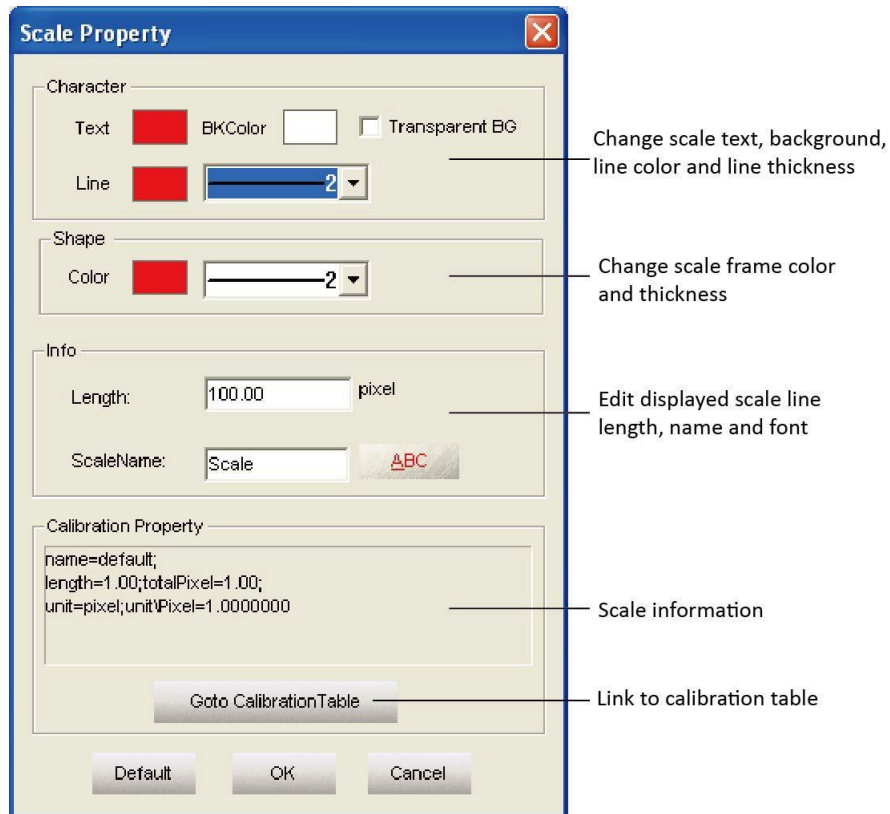 Scale Property
Character
Text BKColor Transparent BG
Change scale text, background,
line color and line thickness
Line 2
Shape
Color 2
Change scale frame color
and thickness
Info
Length: 100.00 pixel
Edit displayed scale line
length, name and font
ScaleName: Scale ABC
Calibration Property
name=default;
length=1.00;totalPixel=1.00;
unit=pixel;unit\Pixel=1.0000000
Scale information
Goto CalibrationTable
Link to calibration table
Default OK Cancel